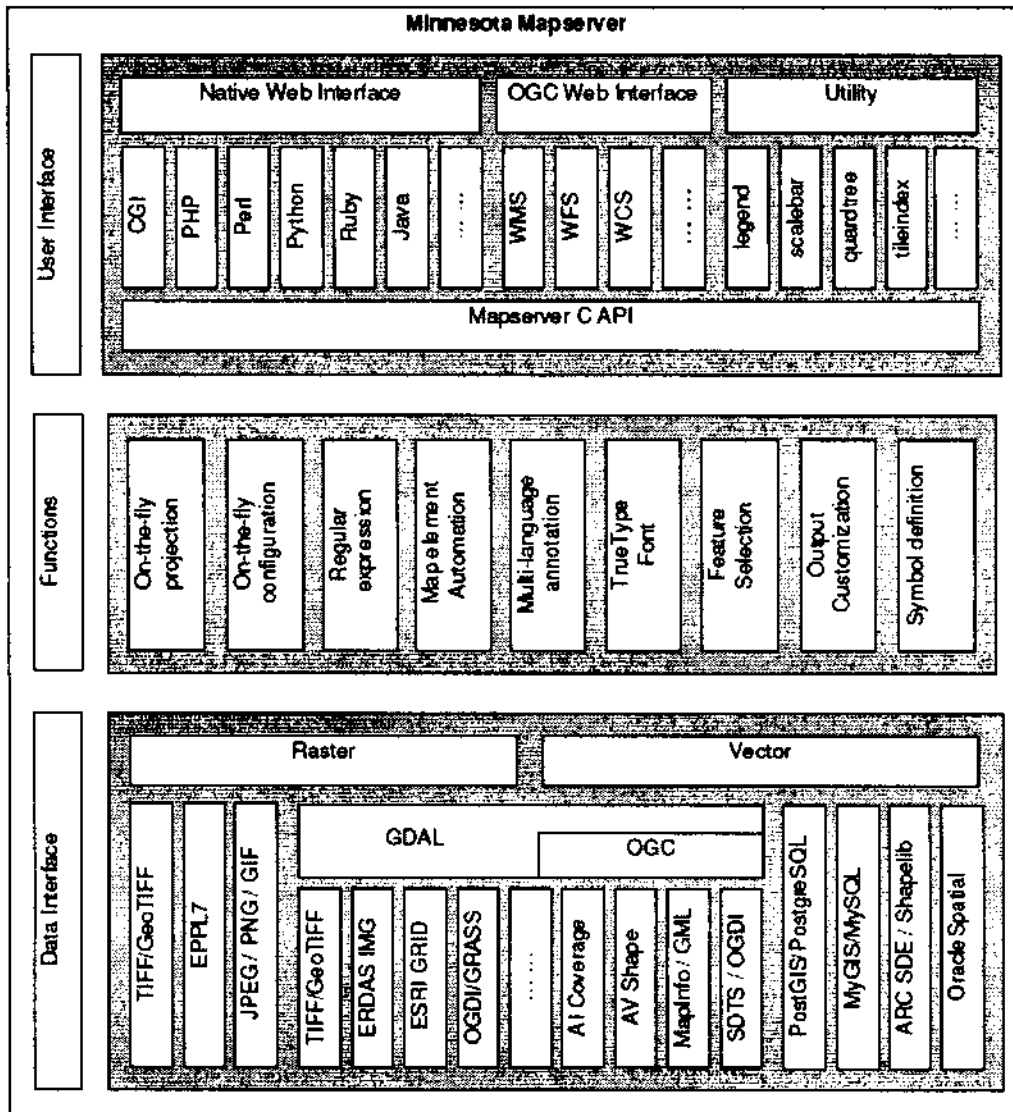 Minnesota Mapserver
User Interface
Native Web Interface
OGC Web Interface
Utility
CGI
PHP
Perl
Python
Ruby
Java
... ...
WMS
WFS
WCS
... ...
legend
scalebar
quardtree
tileindex
... ...
Mapserver C API
Functions
On-the-fly
projection
On-the-fly
configuration
Regular
expression
Map element
Automation
Multi-language
annotation
TrueType
Font
Feature
Selection
Output
Customization
Symbol definition
Data Interface
Raster
Vector
TIFF/GeoTIFF
EPPL7
JPEG / PNG / GIF
GDAL
OGC
TIFF/GeoTIFF
ERDAS IMG
ESRI GRID
OGDI/GRASS
... ...
AI Coverage
AV Shape
MapInfo / GML
SDTS / OGDI
PostGIS/PostgreSQL
MyGIS/MySQL
ARC SDE / Shapelib
Oracle Spatial